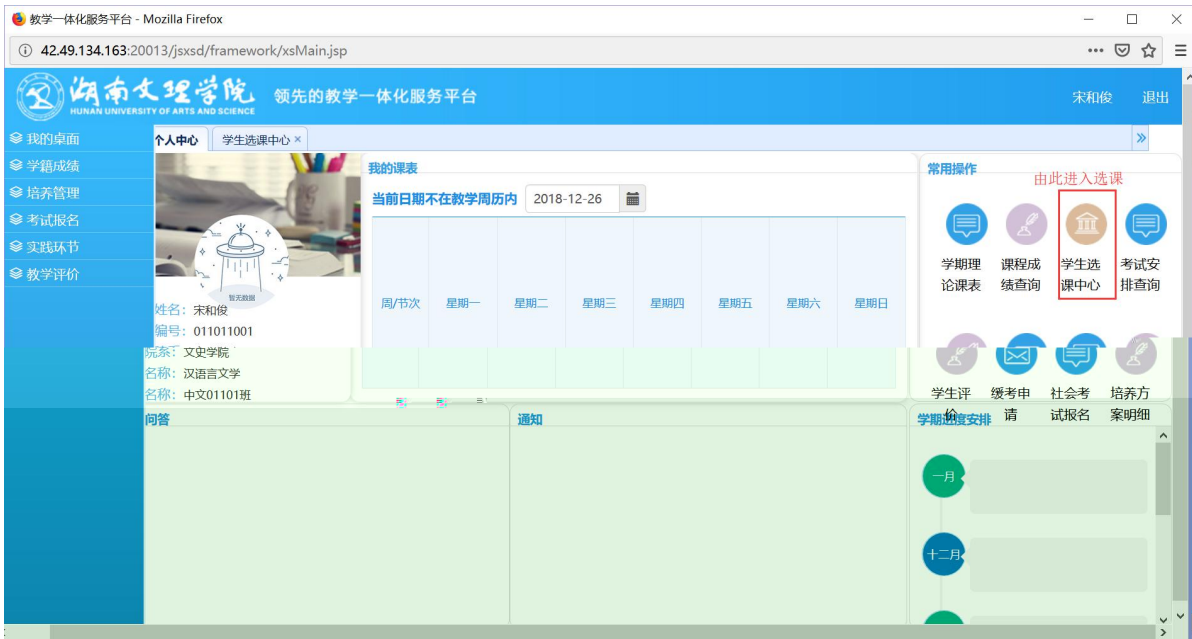 教学一体化服务平台 - Mozilla Firefox
42.49.134.163:20013/jsxsd/framework/xsMain.jsp
湖南文理学院
HUNAN UNIVERSITY OF ARTS AND SCIENCE
领先的教学一体化服务平台
宋和俊 退出
我的桌面
学籍成绩
培养管理
考试报名
实践环节
教学评价
个人中心 学生选课中心 ×
暂无数据
姓名：宋和俊
编号：011011001
院系：文史学院
名称：汉语言文学
名称：中文01101班
我的课表
当前日期不在教学周历内 2018-12-26
周/节次 星期一 星期二 星期三 星期四 星期五 星期六 星期日
常用操作
由此进入选课
学期理论课表
课程成绩查询
学生选课中心
考试安排查询
学生评价
缓考申请
社会考试报名
培养方案明细
问答
通知
学期进度安排
一月
十二月